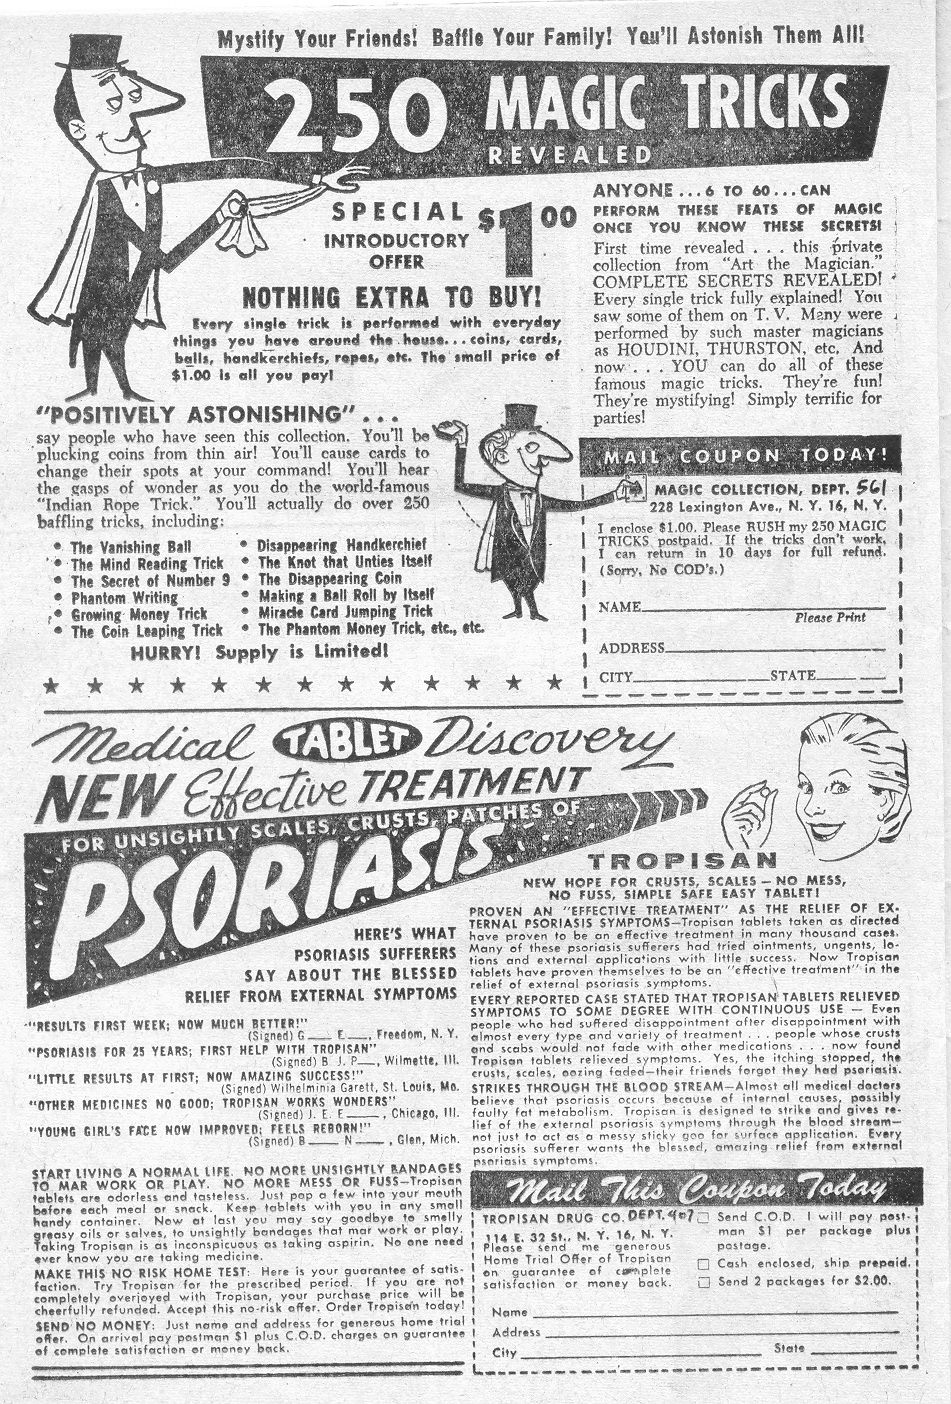 Mystify Your Friends! Baffle Your Family! You'll Astonish Them All!
250 MAGIC TRICKS
REVEALED
SPECIAL
INTRODUCTORY
OFFER
$1.00
NOTHING EXTRA TO BUY!
Every single trick is performed with everyday
things you have around the house...coins, cards,
balls, handkerchiefs, ropes, etc. The small price of
$1.00 is all you pay!
ANYONE...6 TO 60...CAN
PERFORM THESE FEATS OF MAGIC
ONCE YOU KNOW THESE SECRETS!
First time revealed . . . this private
collection from "Art the Magician."
COMPLETE SECRETS REVEALED!
Every single trick fully explained! You
saw some of them on T. V. Many were
performed by such master magicians
as HOUDINI, THURSTON, etc. And
now . . . YOU can do all of these
famous magic tricks. They're fun!
They're mystifying! Simply terrific for
parties!
"POSITIVELY ASTONISHING" . . .
say people who have seen this collection. You'll be
plucking coins from thin air! You'll cause cards to
change their spots at your command! You'll hear
the gasps of wonder as you do the world-famous
"Indian Rope Trick." You'll actually do over 250
baffling tricks, including:
• The Vanishing Ball
• The Mind Reading Trick
• The Secret of Number 9
• Phantom Writing
• Growing Money Trick
• The Coin Leaping Trick
• Disappearing Handkerchief
• The Knot that Unties Itself
• The Disappearing Coin
• Making a Ball Roll by Itself
• Miracle Card Jumping Trick
• The Phantom Money Trick, etc., etc.
HURRY! Supply is Limited!
MAIL COUPON TODAY!
MAGIC COLLECTION, DEPT. 561
228 Lexington Ave., N. Y. 16, N. Y.
I enclose $1.00. Please RUSH my 250 MAGIC
TRICKS postpaid. If the tricks don't work,
I can return in 10 days for full refund.
(Sorry, No COD's.)
NAME
Please Print
ADDRESS
CITY STATE
Medical TABLET Discovery
NEW Effective TREATMENT
FOR UNSIGHTLY SCALES, CRUSTS, PATCHES OF
PSORIASIS
HERE'S WHAT
PSORIASIS SUFFERERS
SAY ABOUT THE BLESSED
RELIEF FROM EXTERNAL SYMPTOMS
"RESULTS FIRST WEEK; NOW MUCH BETTER!"
(Signed) G___ E___, Freedom, N. Y.
"PSORIASIS FOR 25 YEARS; FIRST HELP WITH TROPISAN"
(Signed) B. J. P___, Wilmette, Ill.
"LITTLE RESULTS AT FIRST; NOW AMAZING SUCCESS!"
(Signed) Wilhelminia Garett, St. Louis, Mo.
"OTHER MEDICINES NO GOOD; TROPISAN WORKS WONDERS"
(Signed) J. E. E___, Chicago, Ill.
"YOUNG GIRL'S FACE NOW IMPROVED; FEELS REBORN!"
(Signed) B___ N___, Glen, Mich.
START LIVING A NORMAL LIFE. NO MORE UNSIGHTLY BANDAGES
TO MAR WORK OR PLAY. NO MORE MESS OR FUSS—Tropisan
tablets are odorless and tasteless. Just pop a few into your mouth
before each meal or snack. Keep tablets with you in any small
handy container. Now at last you may say goodbye to smelly
greasy oils or salves, to unsightly bandages that mar work or play.
Taking Tropisan is as inconspicuous as taking aspirin. No one need
ever know you are taking medicine.
MAKE THIS NO RISK HOME TEST: Here is your guarantee of satis-
faction. Try Tropisan for the prescribed period. If you are not
completely overjoyed with Tropisan, your purchase price will be
cheerfully refunded. Accept this no-risk offer. Order Tropisan today!
SEND NO MONEY: Just name and address for generous home trial
offer. On arrival pay postman $1 plus C.O.D. charges on guarantee
of complete satisfaction or money back.
TROPISAN
NEW HOPE FOR CRUSTS, SCALES — NO MESS,
NO FUSS, SIMPLE SAFE EASY TABLET!
PROVEN AN "EFFECTIVE TREATMENT" AS THE RELIEF OF EX-
TERNAL PSORIASIS SYMPTOMS—Tropisan tablets taken as directed
have proven to be an effective treatment in many thousand cases.
Many of these psoriasis sufferers had tried ointments, ungents, lo-
tions and external applications with little success. Now Tropisan
tablets have proven themselves to be an "effective treatment" in the
relief of external psoriasis symptoms.
EVERY REPORTED CASE STATED THAT TROPISAN TABLETS RELIEVED
SYMPTOMS TO SOME DEGREE WITH CONTINUOUS USE — Even
people who had suffered disappointment after disappointment with
almost every type and variety of treatment . . . people whose crusts
and scabs would not fade with other medications . . . now found
Tropisan tablets relieved symptoms. Yes, the itching stopped, the
crusts, scales, oozing faded—their friends forgot they had psoriasis.
STRIKES THROUGH THE BLOOD STREAM—Almost all medical doctors
believe that psoriasis occurs because of internal causes, possibly
faulty fat metabolism. Tropisan is designed to strike and gives re-
lief of the external psoriasis symptoms through the blood stream—
not just to act as a messy sticky goo for surface application. Every
psoriasis sufferer wants the blessed, amazing relief from external
psoriasis symptoms.
Mail This Coupon Today
TROPISAN DRUG CO. DEPT. 907
114 E. 32 St., N. Y. 16, N. Y.
Please send me generous
Home Trial Offer of Tropisan
on guarantee of complete
satisfaction or money back.
Send C.O.D. I will pay post-
man $1 per package plus
postage.
Cash enclosed, ship prepaid.
Send 2 packages for $2.00.
Name
Address
City State